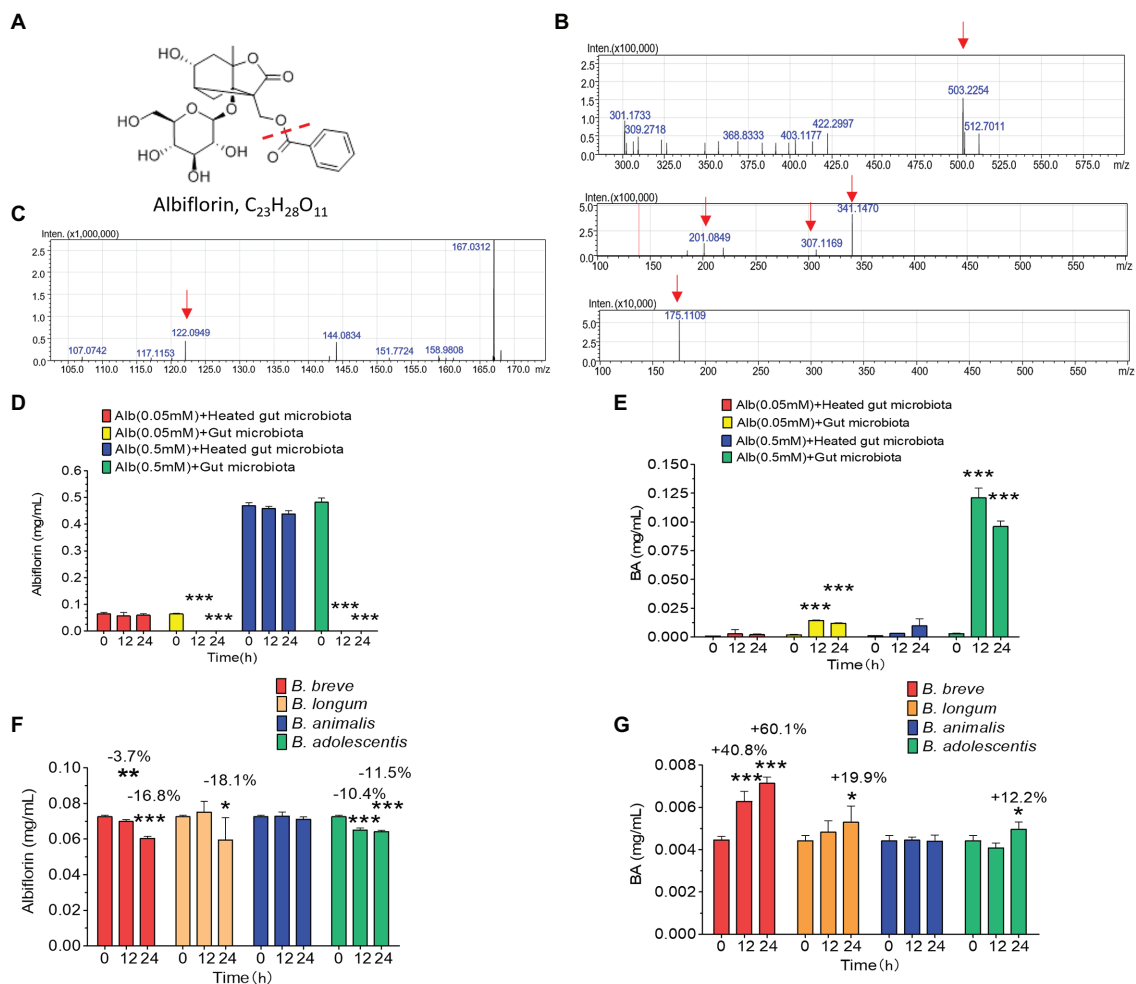 A
HO
O
O
O
O
HO
O
O
HO
OH
OH
Albiflorin, C23H28O11
B
Inten.(x100,000)
2.5
2.0
1.5
1.0
0.5
0.0
301.1733
309.2718
368.8333
403.1177
422.2997
503.2254
512.7011
300.0 325.0 350.0 375.0 400.0 425.0 450.0 475.0 500.0 525.0 550.0 575.0 m/z
Inten.(x100,000)
5.0
2.5
0.0
201.0849
307.1169
341.1470
100 150 200 250 300 350 400 450 500 550 m/z
Inten.(x10,000)
5.0
2.5
0.0
175.1109
100 150 200 250 300 350 400 450 500 550 m/z
C
Inten. (x1,000,000)
2.5
2.0
1.5
1.0
0.5
0.0
107.0742
117.1153
122.0949
144.0834
151.7724
158.9808
167.0312
105.0 110.0 115.0 120.0 125.0 130.0 135.0 140.0 145.0 150.0 155.0 160.0 165.0 170.0 m/z
D
Alb(0.05mM)+Heated gut microbiota
Alb(0.05mM)+Gut microbiota
Alb(0.5mM)+Heated gut microbiota
Alb(0.5mM)+Gut microbiota
Albiflorin (mg/mL)
0.6
0.5
0.4
0.3
0.2
0.1
0.0
***
***
***
***
0 12 24 0 12 24 0 12 24 0 12 24
Time(h)
E
Alb(0.05mM)+Heated gut microbiota
Alb(0.05mM)+Gut microbiota
Alb(0.5mM)+Heated gut microbiota
Alb(0.5mM)+Gut microbiota
BA (mg/mL)
0.150
0.125
0.100
0.075
0.050
0.025
0.000
***
***
***
***
0 12 24 0 12 24 0 12 24 0 12 24
Time(h)
F
B. breve
B. longum
B. animalis
B. adolescentis
Albiflorin (mg/mL)
0.10
0.08
0.06
0.04
0.02
0.00
-3.7%
**
-16.8%
***
-18.1%
*
-10.4%
***
-11.5%
***
0 12 24 0 12 24 0 12 24 0 12 24
Time(h)
G
B. breve
B. longum
B. animalis
B. adolescentis
BA (mg/mL)
0.008
0.006
0.004
0.002
0.000
+40.8%
***
+60.1%
***
+19.9%
*
+12.2%
*
0 12 24 0 12 24 0 12 24 0 12 24
Time(h)